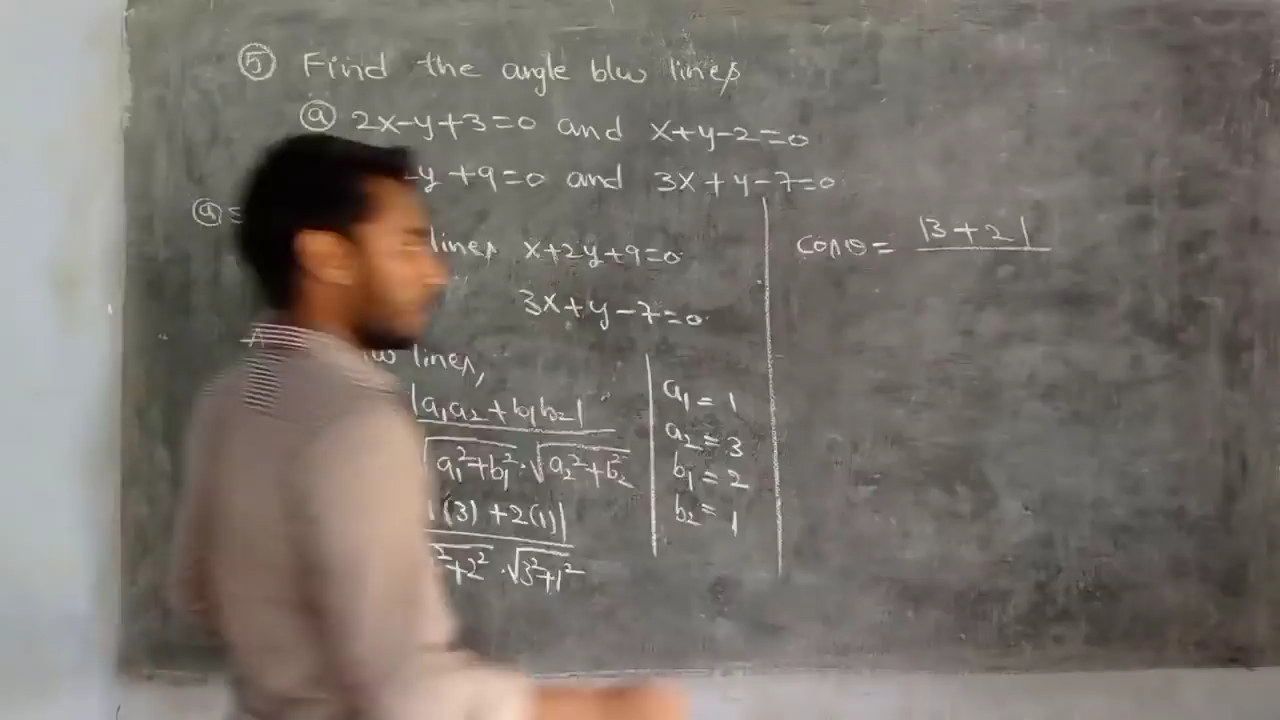 ⑤ Find the angle b/w lines
ⓐ 2x-y+3=0 and x+y-2=0
-y+9=0 and 3x+y-7=0
ⓐ
lines x+2y+9=0
3x+y-7=0
lines,
|a₁a₂+b₁b₂|
√a₁²+b₁² · √a₂²+b₂²
(3)+2(1)|
²+2² · √3²+1²
a₁=1
a₂=3
b₁=2
b₂=1
cosθ = |3+2|